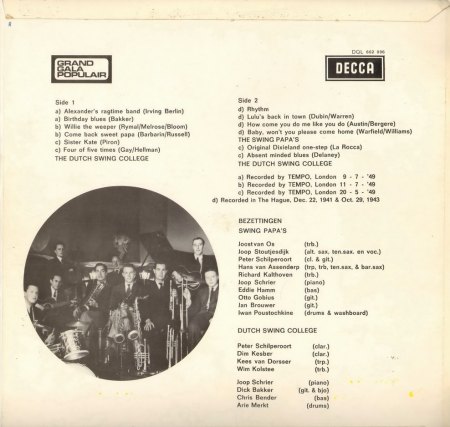 8
DQL 662 096
GRAND
GALA
POPULAIR
DECCA
Side 1
a) Alexander's ragtime band (Irving Berlin)
a) Birthday blues (Bakker)
b) Willie the weeper (Rymal/Melrose/Bloom)
b) Come back sweet papa (Barbarin/Russell)
c) Sister Kate (Piron)
c) Four of five times (Gay/Hellman)
THE DUTCH SWING COLLEGE
Side 2
d) Rhythm
d) Lulu's back in town (Dubin/Warren)
d) How come you do me like you do (Austin/Bergere)
d) Baby, won't you please come home (Warfield/Williams)
THE SWING PAPA'S
c) Original Dixieland one-step (La Rocca)
c) Absent minded blues (Delaney)
THE DUTCH SWING COLLEGE
a) Recorded by TEMPO, London 9 - 7 - '49
b) Recorded by TEMPO, London 11 - 7 - '49
c) Recorded by TEMPO, London 20 - 5 - '49
d) Recorded in The Hague, Dec. 22, 1941 & Oct. 29, 1943
BEZETTINGEN
SWING PAPA'S
Joost van Os (trb.)
Joop Stoutjesdijk (alt. sax, ten.sax. en voc.)
Peter Schilperoort (cl. & git.)
Hans van Assenderp (trp, trb, ten.sax, & bar.sax)
Richard Kalthoven (trb.)
Joop Schrier (piano)
Eddie Hamm (bas)
Otto Gobius (git.)
Jan Brouwer (git.)
Iwan Poustochkine (drums & washboard)
DUTCH SWING COLLEGE
Peter Schilperoort (clar.)
Dim Kesber (clar.)
Kees van Dorsser (trp.)
Wim Kolstee (trb.)
Joop Schrier (piano)
Dick Bakker (git. & bjo)
Chris Bender (bas)
Arie Merkt (drums)